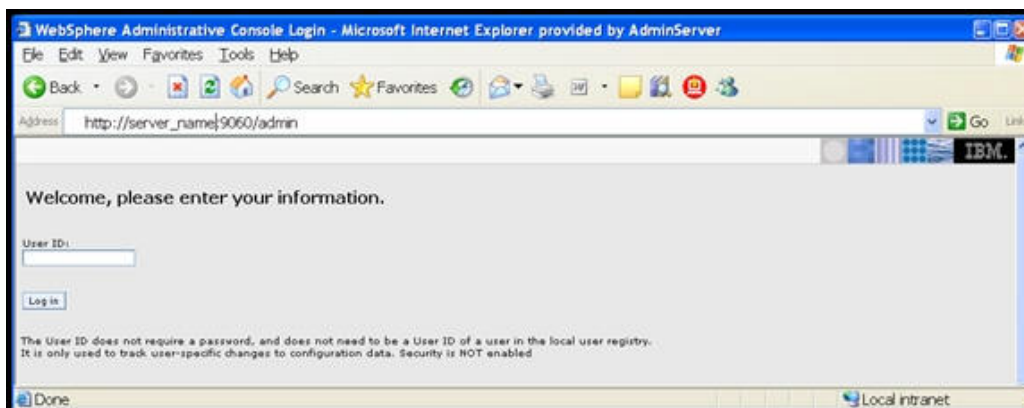 WebSphere Administrative Console Login - Microsoft Internet Explorer provided by AdminServer
File Edit View Favorites Tools Help
Back Search Favorites
Address http://server_name:9060/admin Go Link
IBM.
Welcome, please enter your information.
User ID:
Log in
The User ID does not require a password, and does not need to be a User ID of a user in the local user registry.
It is only used to track user-specific changes to configuration data. Security is NOT enabled
Done Local intranet